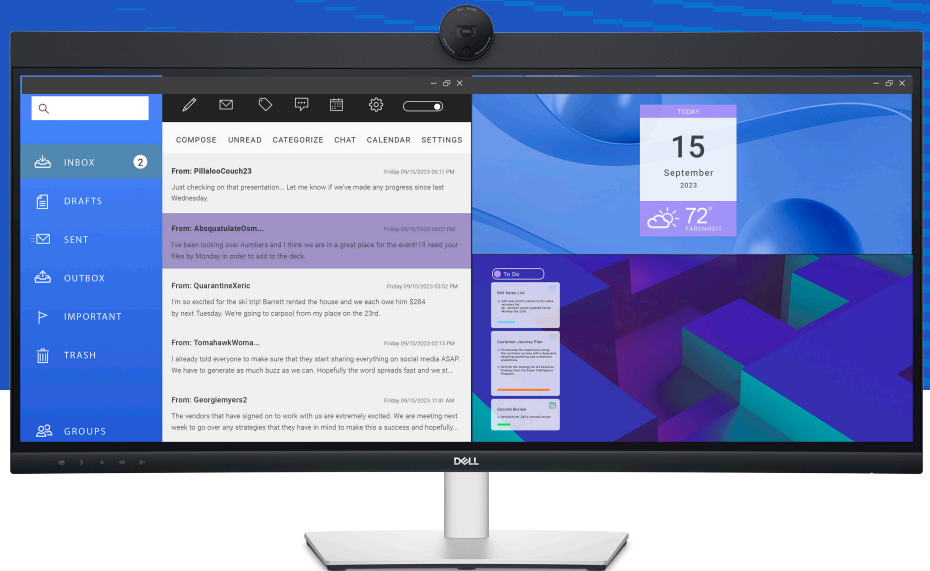 INBOX
2
DRAFTS
SENT
OUTBOX
IMPORTANT
TRASH
GROUPS
COMPOSE UNREAD CATEGORIZE CHAT CALENDAR SETTINGS
From: PillalooCouch23 Friday 09/15/2023 05:11 PM
Just checking on that presentation... Let me know if we've made any progress since last
Wednesday.
From: AbsquatulateOsm... Friday 09/15/2023 04:07 PM
I've been looking over numbers and I think we are in a great place for the event! I'll need your
files by Monday in order to add to the deck.
From: QuarantineXeric Friday 09/15/2023 03:52 PM
I'm so excited for the ski trip! Barrett rented the house and we each owe him $284
by next Tuesday. We're going to carpool from my place on the 23rd.
From: TomahawkWoma... Friday 09/15/2023 02:13 PM
I already told everyone to make sure that they start sharing everything on social media ASAP.
We have to generate as much buzz as we can. Hopefully the word spreads fast and we st...
From: Georgiemyers2 Friday 09/15/2023 11:41 AM
The vendors that have signed on to work with us are extremely excited. We are meeting next
week to go over any strategies that they have in mind to make this a success and hopefully...
TODAY
15
September
2023
72°
FARENHEIT
To Do
Edit Sales List
Customer Journey Plan
Second Review
DELL